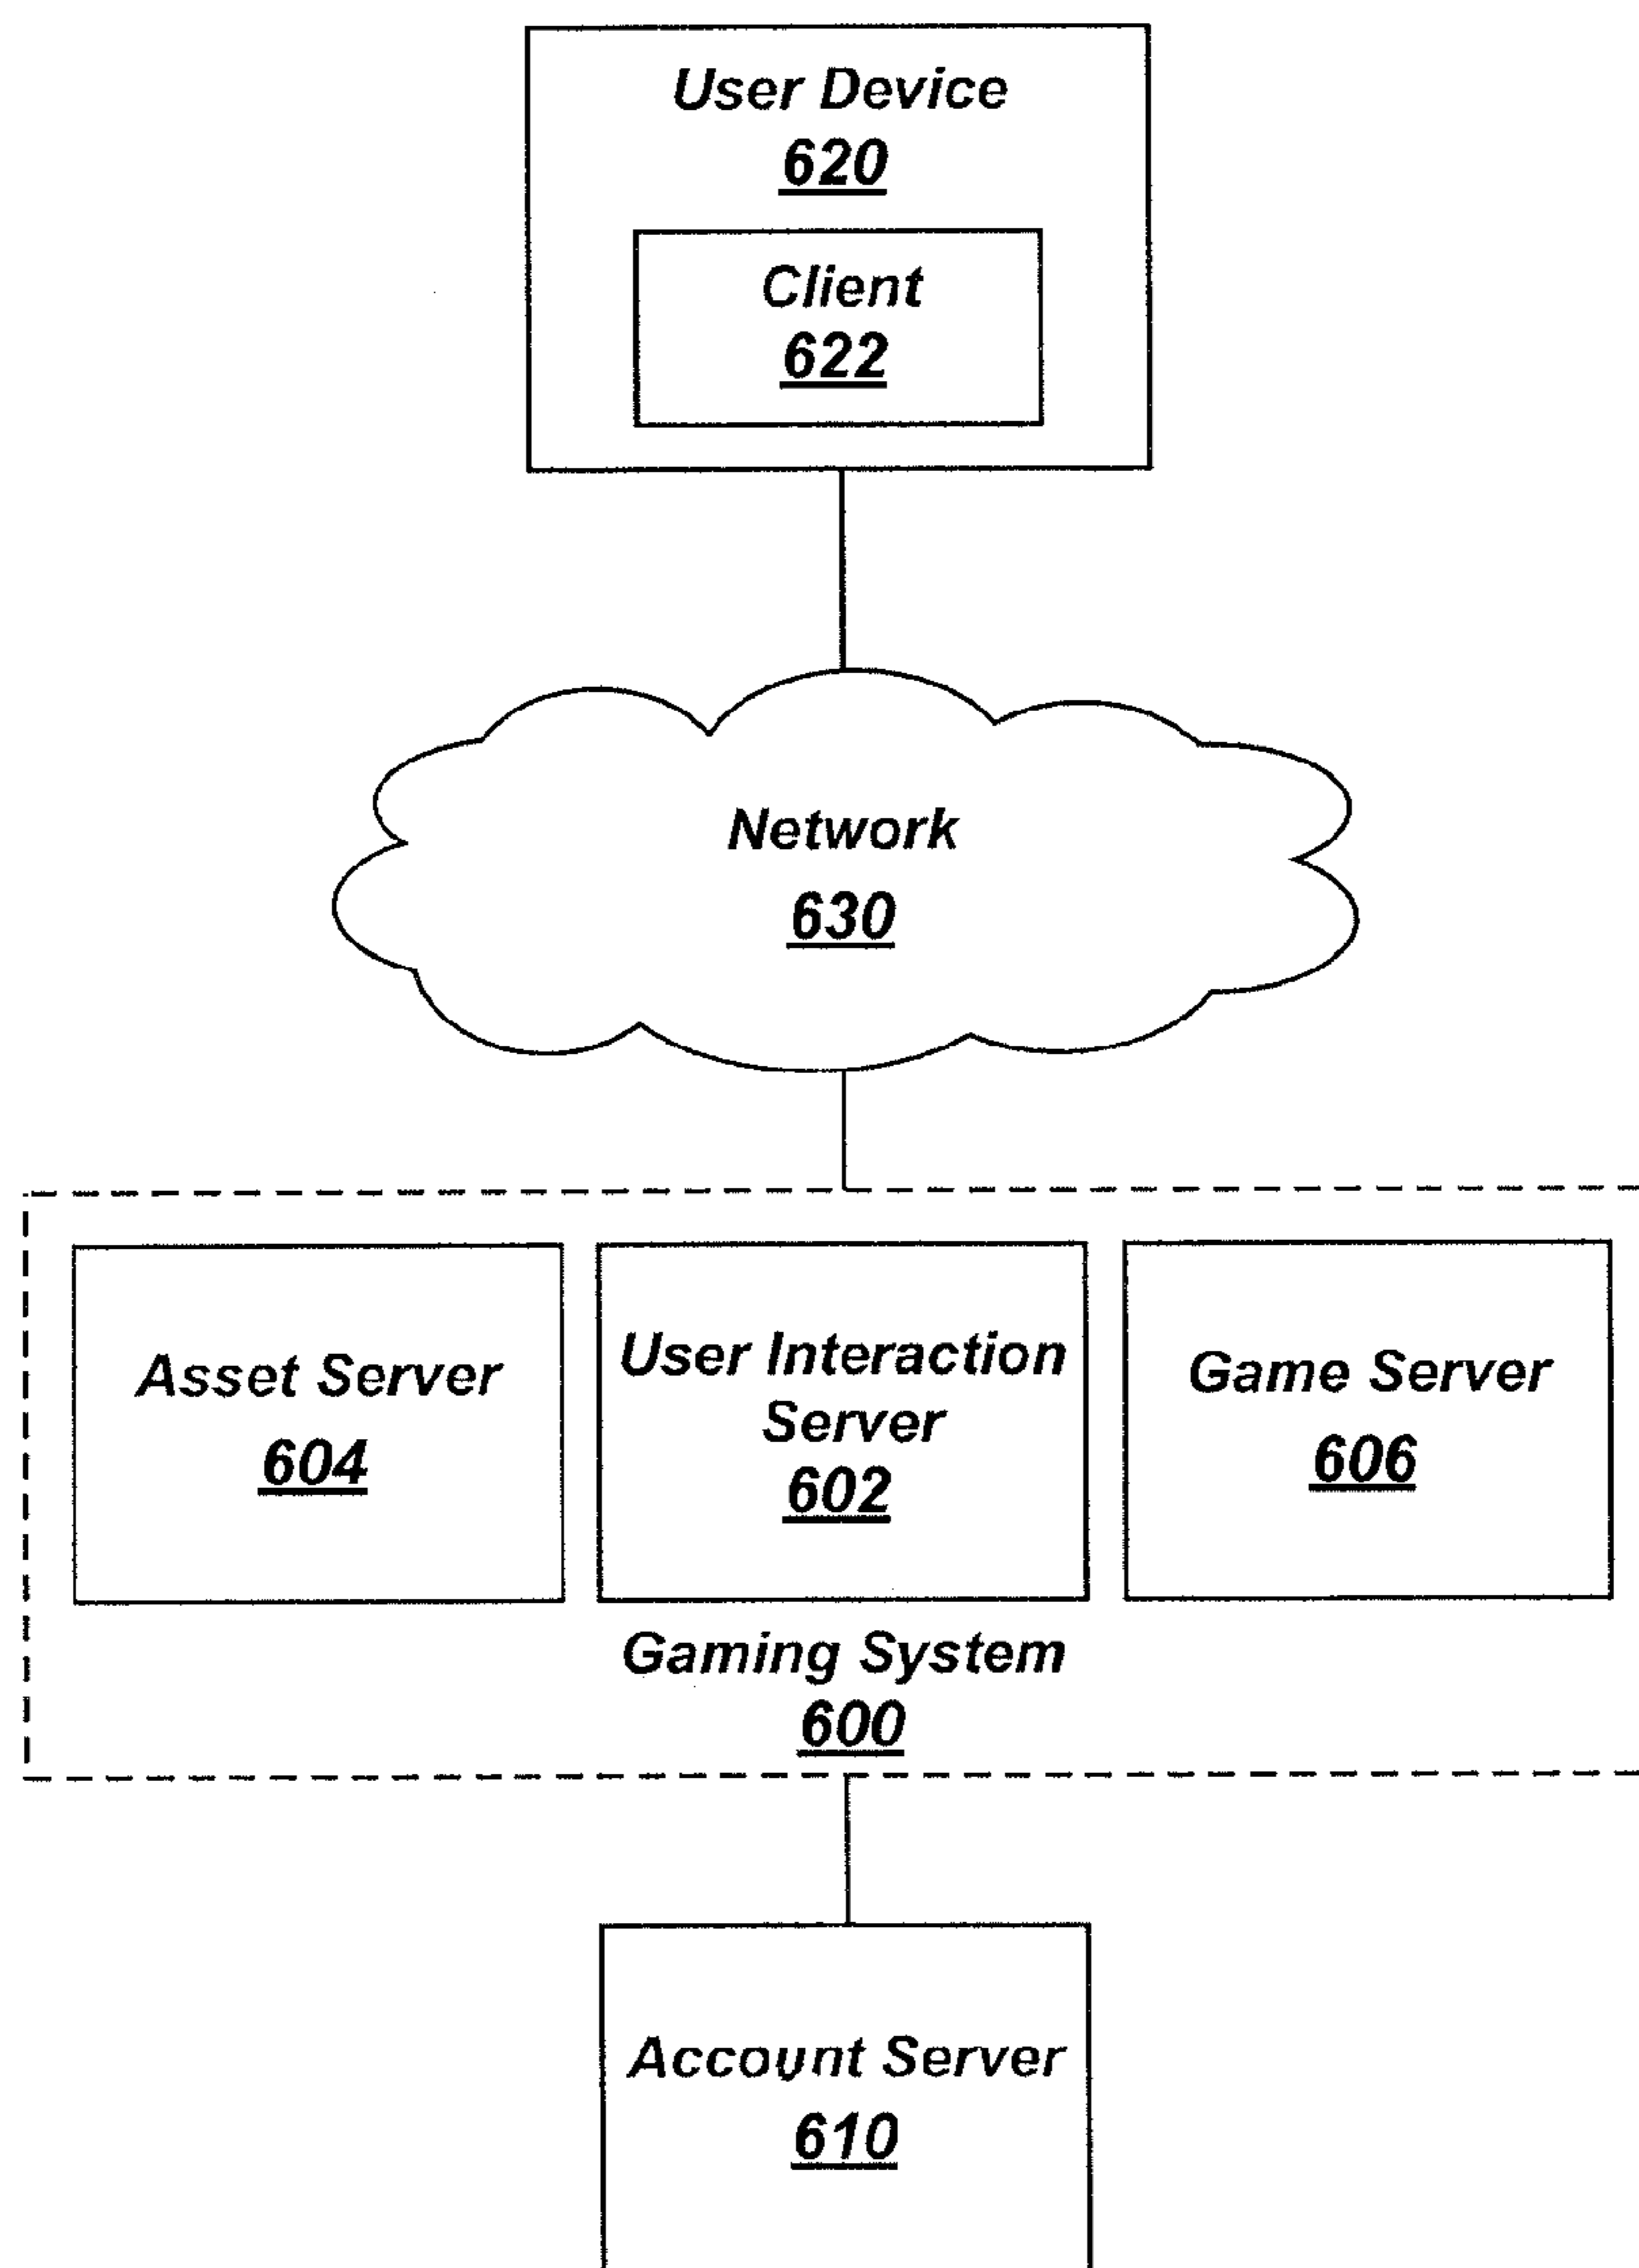 User Device
620
Client
622
Network
630
Asset Server
604
User Interaction
Server
602
Game Server
606
Gaming System
600
Account Server
610